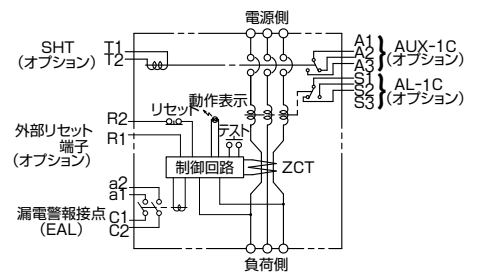 電源側
SHT
(オプション)
T1
T2
A1
A2
A3
AUX-1C
(オプション)
S1
S2
S3
AL-1C
(オプション)
リセット
動作表示
テスト
R2
R1
外部リセット
端子
(オプション)
制御回路
ZCT
a2
a1
C1
C2
漏電警報接点
(EAL)
負荷側